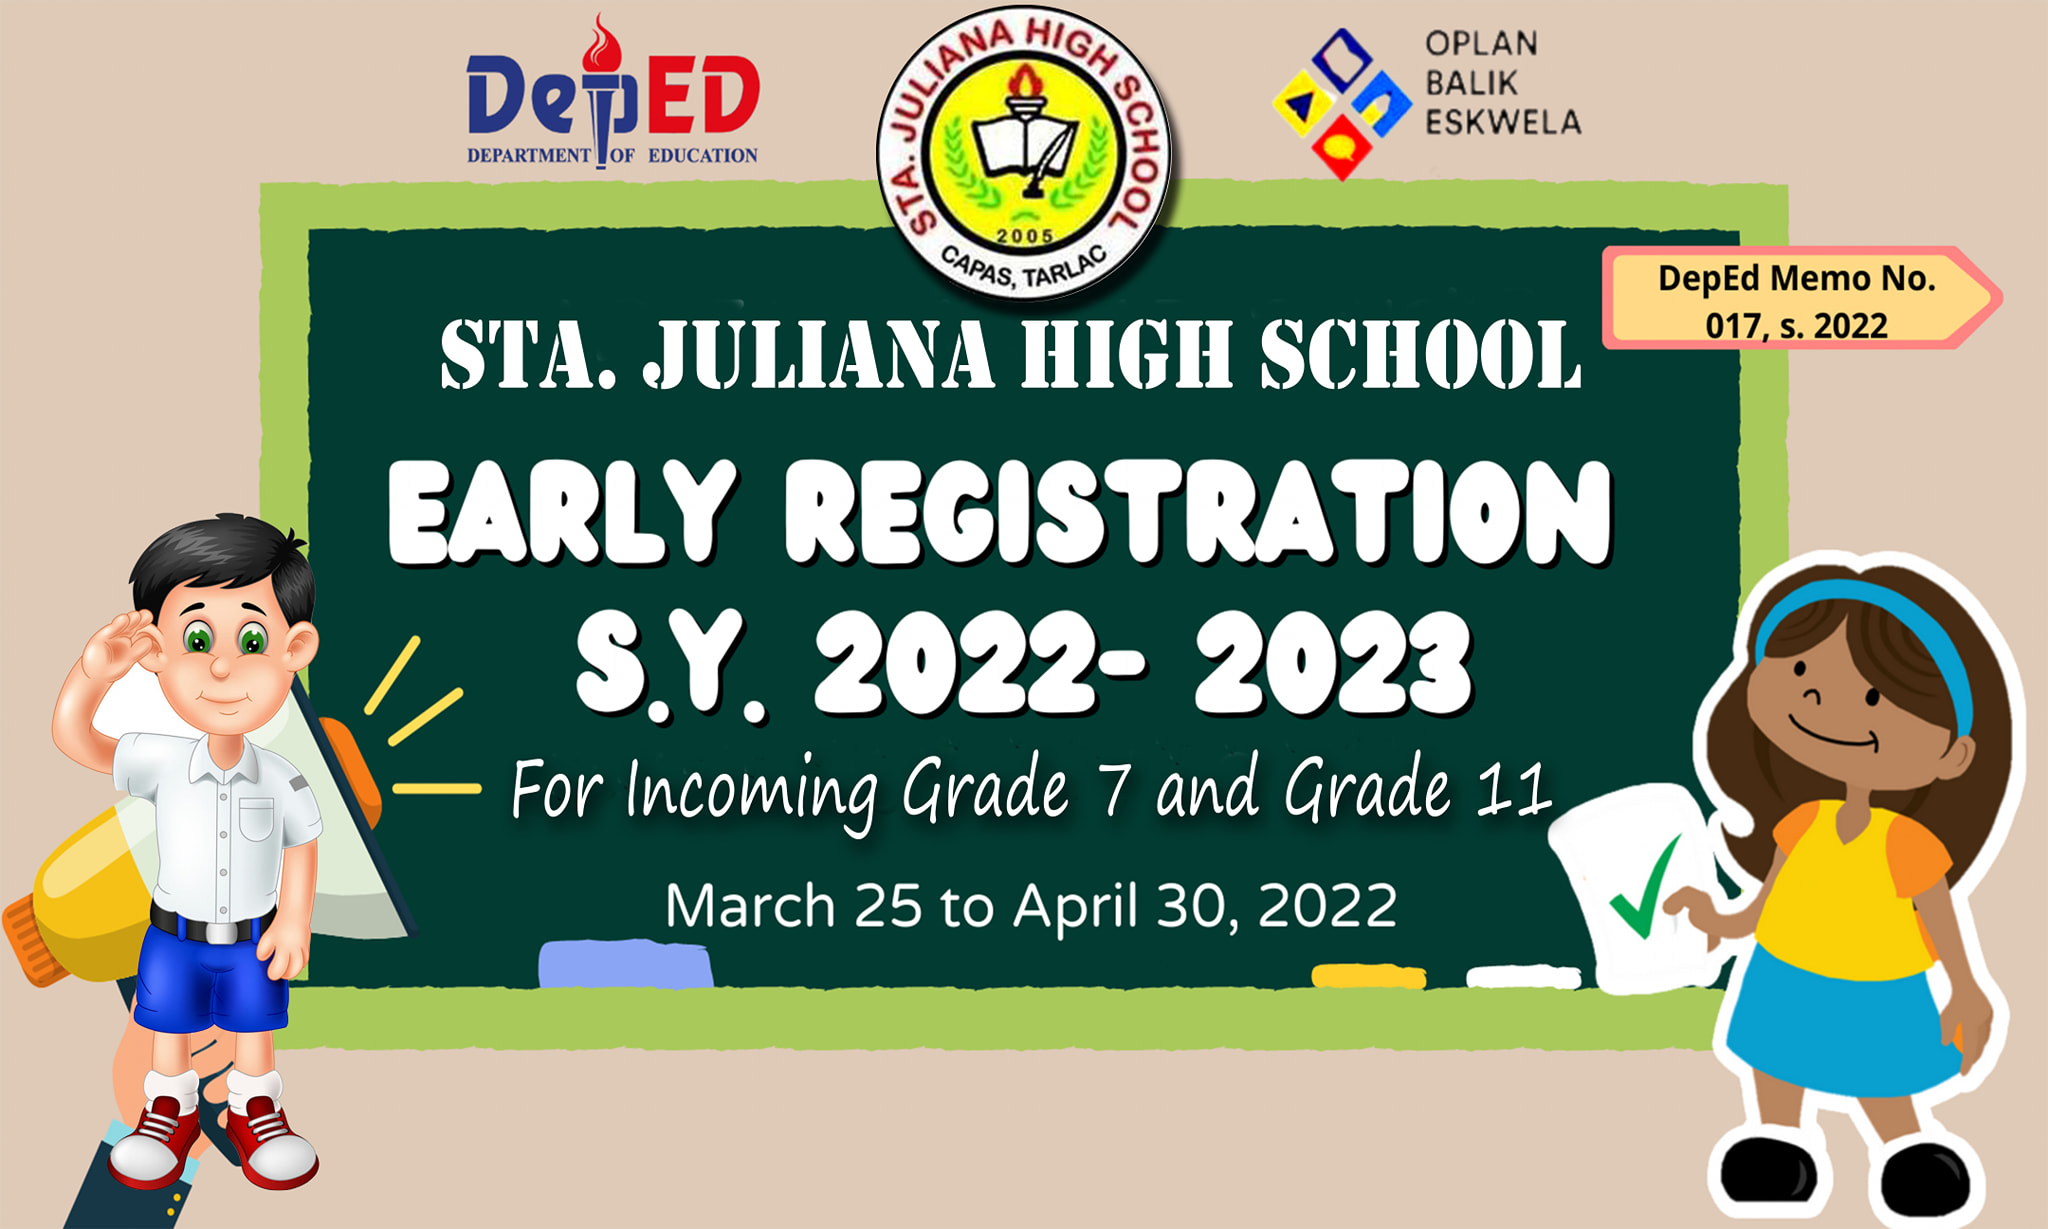 DepED
DEPARTMENT OF EDUCATION
STA. JULIANA HIGH SCHOOL
2005
CAPAS, TARLAC
OPLAN
BALIK
ESKWELA
DepEd Memo No.
017, s. 2022
STA. JULIANA HIGH SCHOOL
EARLY REGISTRATION
S.Y. 2022- 2023
For Incoming Grade 7 and Grade 11
March 25 to April 30, 2022